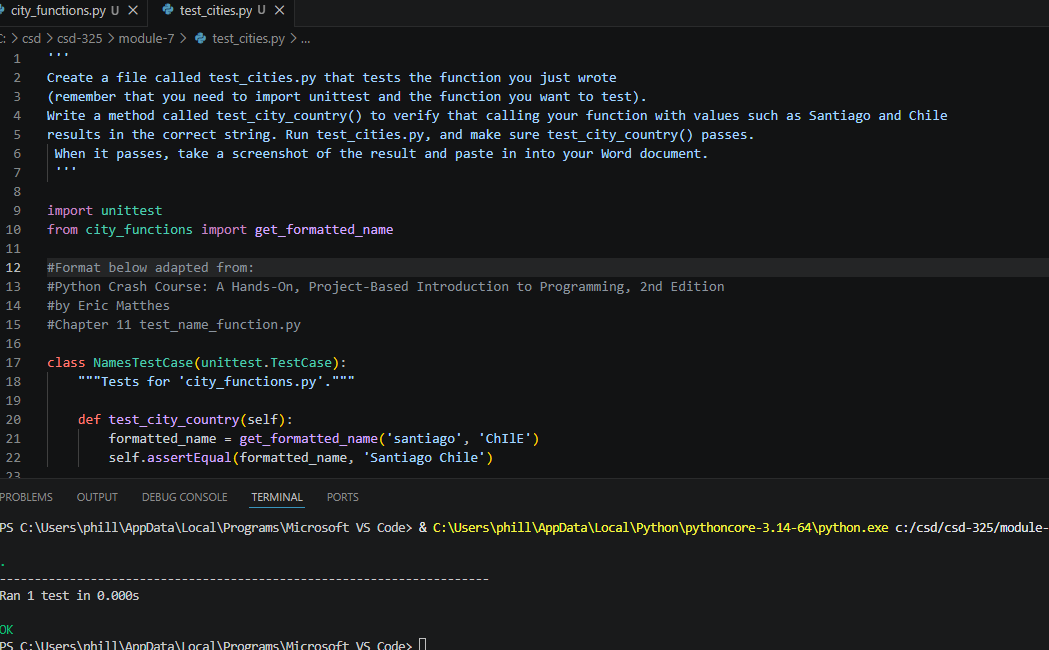 city_functions.py U × test_cities.py U ×
C: > csd > csd-325 > module-7 > test_cities.py > ...
1 '''
2 Create a file called test_cities.py that tests the function you just wrote
3 (remember that you need to import unittest and the function you want to test).
4 Write a method called test_city_country() to verify that calling your function with values such as Santiago and Chile
5 results in the correct string. Run test_cities.py, and make sure test_city_country() passes.
6 When it passes, take a screenshot of the result and paste in into your Word document.
7 '''
8
9 import unittest
10 from city_functions import get_formatted_name
11
12 #Format below adapted from:
13 #Python Crash Course: A Hands-On, Project-Based Introduction to Programming, 2nd Edition
14 #by Eric Matthes
15 #Chapter 11 test_name_function.py
16
17 class NamesTestCase(unittest.TestCase):
18 """Tests for 'city_functions.py'."""
19
20 def test_city_country(self):
21 formatted_name = get_formatted_name('santiago', 'ChIlE')
22 self.assertEqual(formatted_name, 'Santiago Chile')
23
PROBLEMS OUTPUT DEBUG CONSOLE TERMINAL PORTS
PS C:\Users\phill\AppData\Local\Programs\Microsoft VS Code> & C:\Users\phill\AppData\Local\Python\pythoncore-3.14-64\python.exe c:/csd/csd-325/module-
.
----------------------------------------------------------------------
Ran 1 test in 0.000s
OK
PS C:\Users\phill\AppData\Local\Programs\Microsoft VS Code>